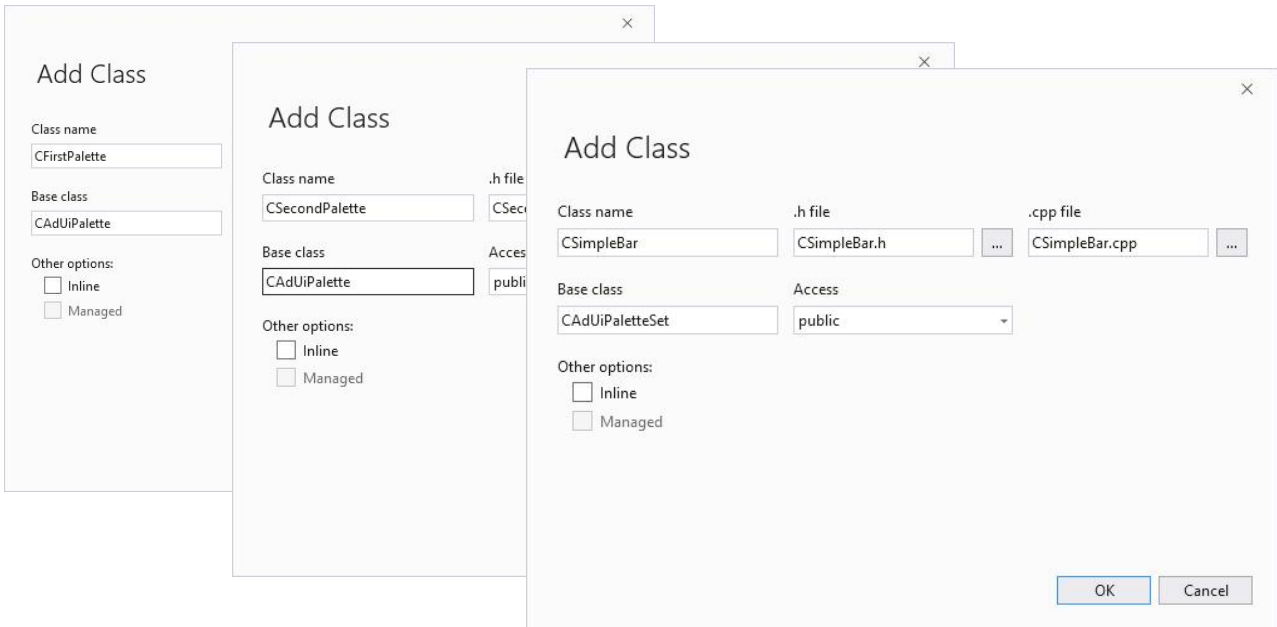 Add Class
Class name
CFirstPalette
Base class
CAdUiPalette
Other options:
Inline
Managed
Add Class
Class name .h file
CSecondPalette CSec
Base class Acces
CAdUiPalette publi
Other options:
Inline
Managed
Add Class
Class name .h file .cpp file
CSimpleBar CSimpleBar.h ... CSimpleBar.cpp ...
Base class Access
CAdUiPaletteSet public
Other options:
Inline
Managed
OK Cancel